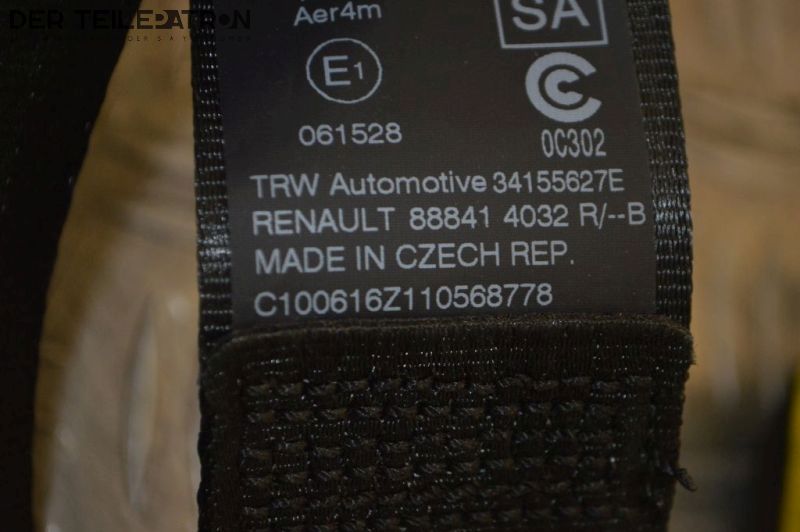 DER TEILEPATRON
Aer4m
SA
E1
C
061528
0C302
TRW Automotive 34155627E
RENAULT 88841 4032 R/--B
MADE IN CZECH REP.
C100616Z110568778